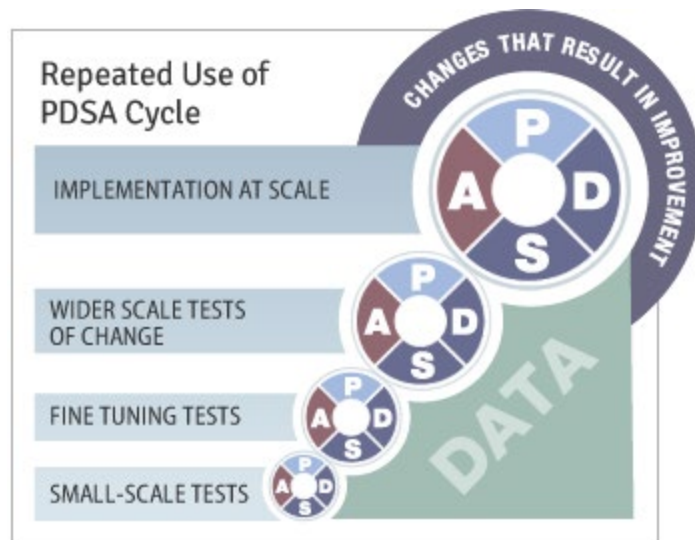 Repeated Use of
PDSA Cycle
CHANGES THAT RESULT IN IMPROVEMENT
IMPLEMENTATION AT SCALE
P
A D
S
WIDER SCALE TESTS
OF CHANGE
P
A D
S
FINE TUNING TESTS
P
A D
S
SMALL-SCALE TESTS
P
A D
S
DATA